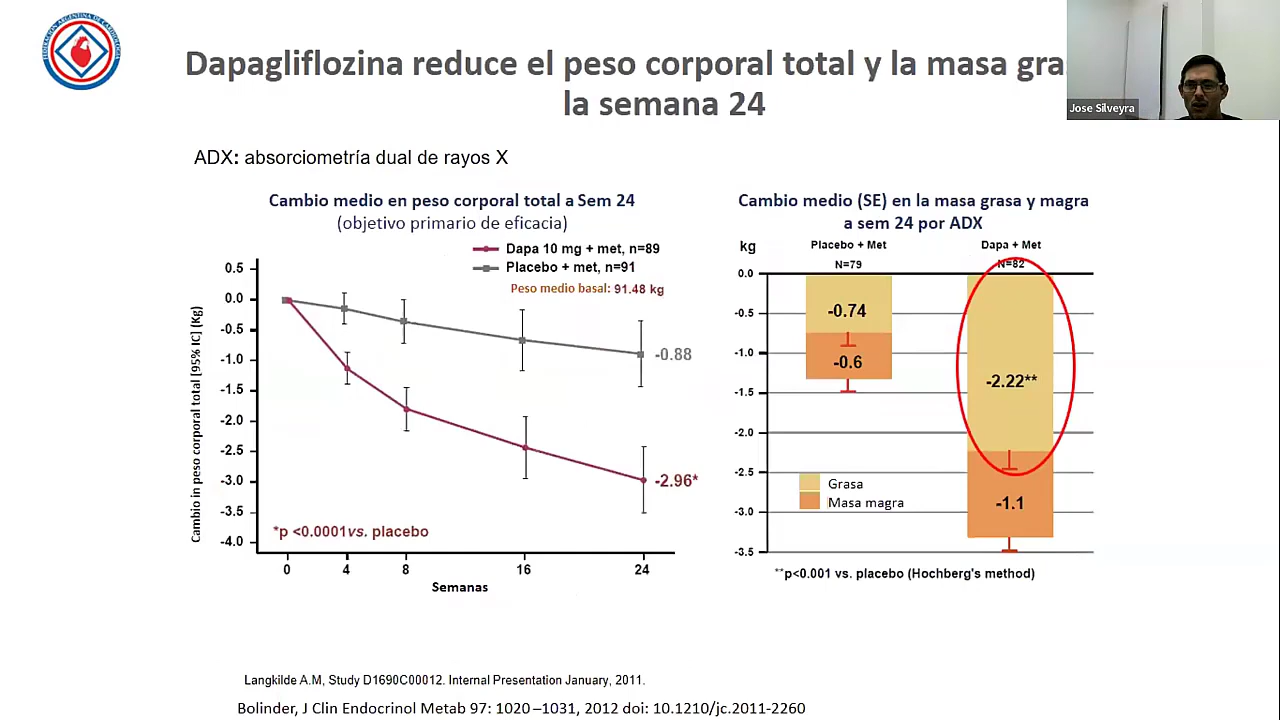 FEDERACIÓN ARGENTINA DE CARDIOLOGÍA
Dapagliflozina reduce el peso corporal total y la masa gra
la semana 24
Jose Silveyra
ADX: absorciometría dual de rayos X
Cambio medio en peso corporal total a Sem 24
(objetivo primario de eficacia)
Dapa 10 mg + met, n=89
Placebo + met, n=91
Peso medio basal: 91.48 kg
Cambio in peso corporal total [95% IC] (Kg)
0.5
0.0
-0.5
-1.0
-1.5
-2.0
-2.5
-3.0
-3.5
-4.0
-0.88
-2.96*
*p <0.0001 vs. placebo
0 4 8 16 24
Semanas
Cambio medio (SE) en la masa grasa y magra
a sem 24 por ADX
kg
Placebo + Met
N=79
Dapa + Met
N=82
0.0
-0.5
-1.0
-1.5
-2.0
-2.5
-3.0
-3.5
-0.74
-0.6
-2.22**
-1.1
Grasa
Masa magra
**p<0.001 vs. placebo (Hochberg's method)
Langkilde A.M, Study D1690C00012. Internal Presentation January, 2011.
Bolinder, J Clin Endocrinol Metab 97: 1020 –1031, 2012 doi: 10.1210/jc.2011-2260